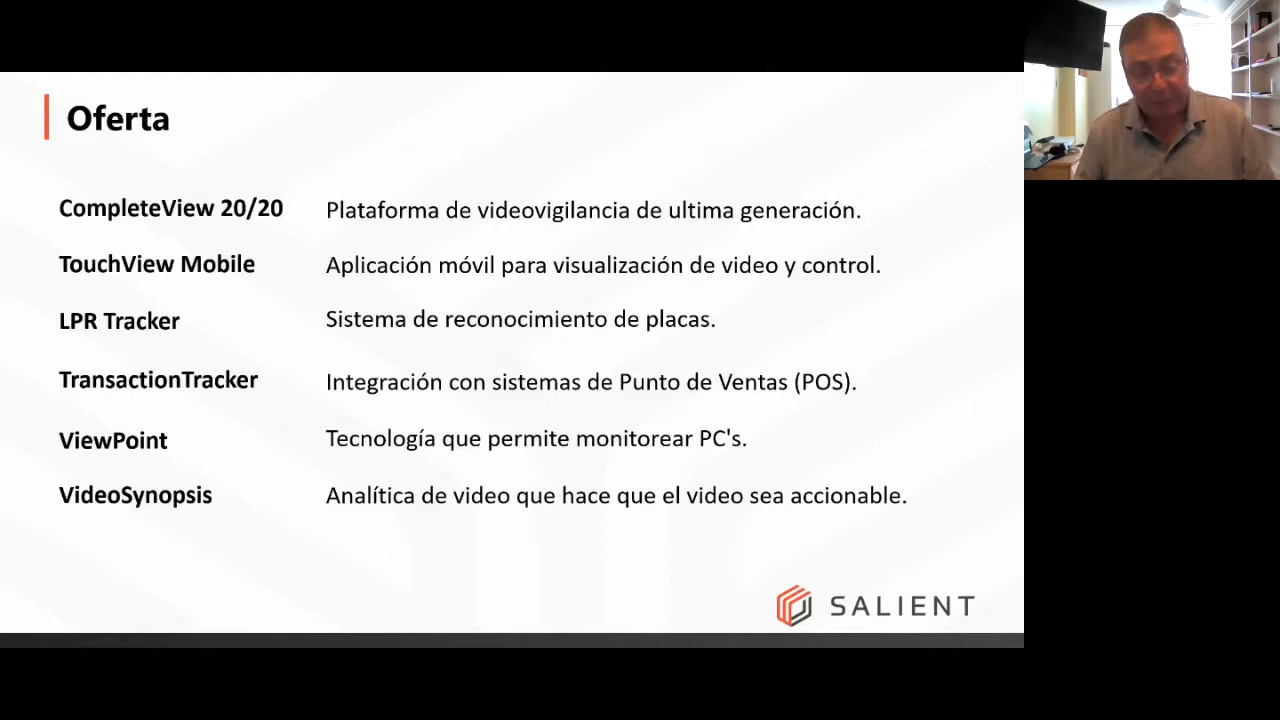 Oferta
CompleteView 20/20 Plataforma de videovigilancia de ultima generación.
TouchView Mobile Aplicación móvil para visualización de video y control.
LPR Tracker Sistema de reconocimiento de placas.
TransactionTracker Integración con sistemas de Punto de Ventas (POS).
ViewPoint Tecnología que permite monitorear PC's.
VideoSynopsis Analítica de video que hace que el video sea accionable.
SALIENT